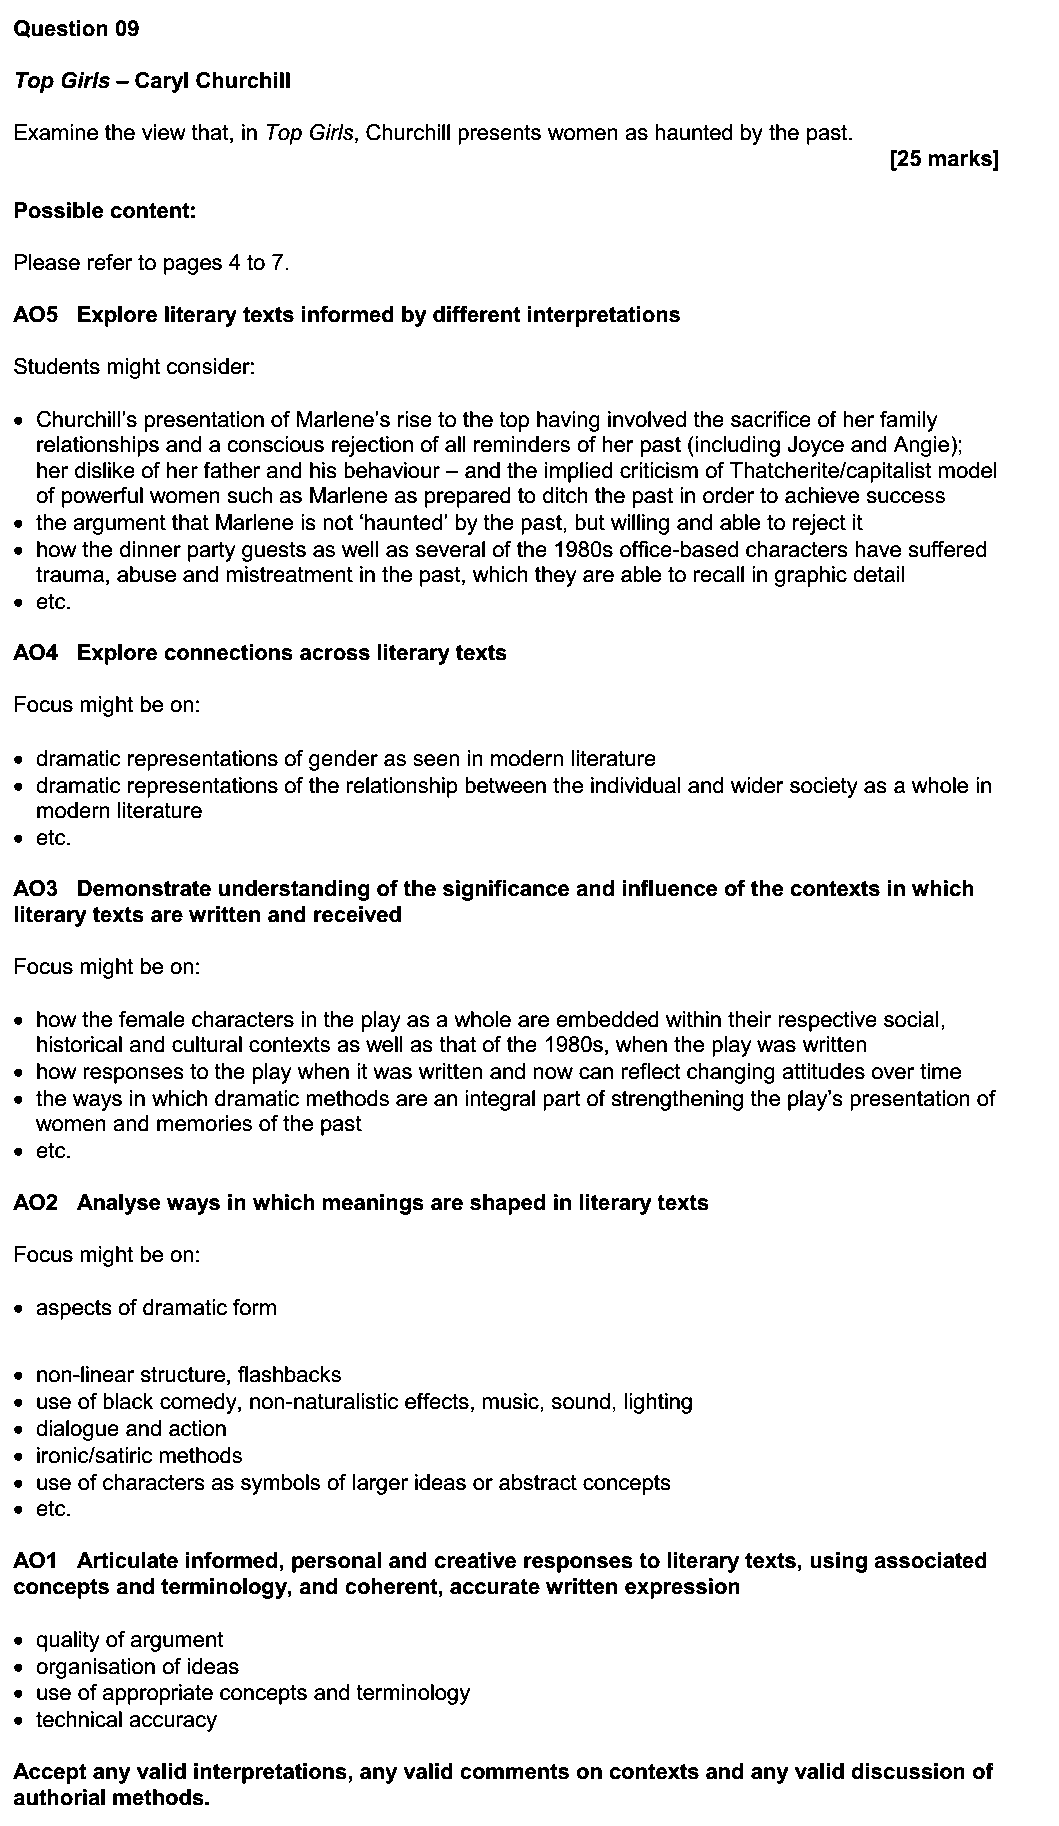 Question 09
Top Girls – Caryl Churchill
Examine the view that, in Top Girls, Churchill presents women as haunted by the past.
[25 marks]
Possible content:
Please refer to pages 4 to 7.
AO5 Explore literary texts informed by different interpretations
Students might consider:
• Churchill's presentation of Marlene's rise to the top having involved the sacrifice of her family
relationships and a conscious rejection of all reminders of her past (including Joyce and Angie);
her dislike of her father and his behaviour – and the implied criticism of Thatcherite/capitalist model
of powerful women such as Marlene as prepared to ditch the past in order to achieve success
• the argument that Marlene is not 'haunted' by the past, but willing and able to reject it
• how the dinner party guests as well as several of the 1980s office-based characters have suffered
trauma, abuse and mistreatment in the past, which they are able to recall in graphic detail
• etc.
AO4 Explore connections across literary texts
Focus might be on:
• dramatic representations of gender as seen in modern literature
• dramatic representations of the relationship between the individual and wider society as a whole in
modern literature
• etc.
AO3 Demonstrate understanding of the significance and influence of the contexts in which
literary texts are written and received
Focus might be on:
• how the female characters in the play as a whole are embedded within their respective social,
historical and cultural contexts as well as that of the 1980s, when the play was written
• how responses to the play when it was written and now can reflect changing attitudes over time
• the ways in which dramatic methods are an integral part of strengthening the play's presentation of
women and memories of the past
• etc.
AO2 Analyse ways in which meanings are shaped in literary texts
Focus might be on:
• aspects of dramatic form
• non-linear structure, flashbacks
• use of black comedy, non-naturalistic effects, music, sound, lighting
• dialogue and action
• ironic/satiric methods
• use of characters as symbols of larger ideas or abstract concepts
• etc.
AO1 Articulate informed, personal and creative responses to literary texts, using associated
concepts and terminology, and coherent, accurate written expression
• quality of argument
• organisation of ideas
• use of appropriate concepts and terminology
• technical accuracy
Accept any valid interpretations, any valid comments on contexts and any valid discussion of
authorial methods.